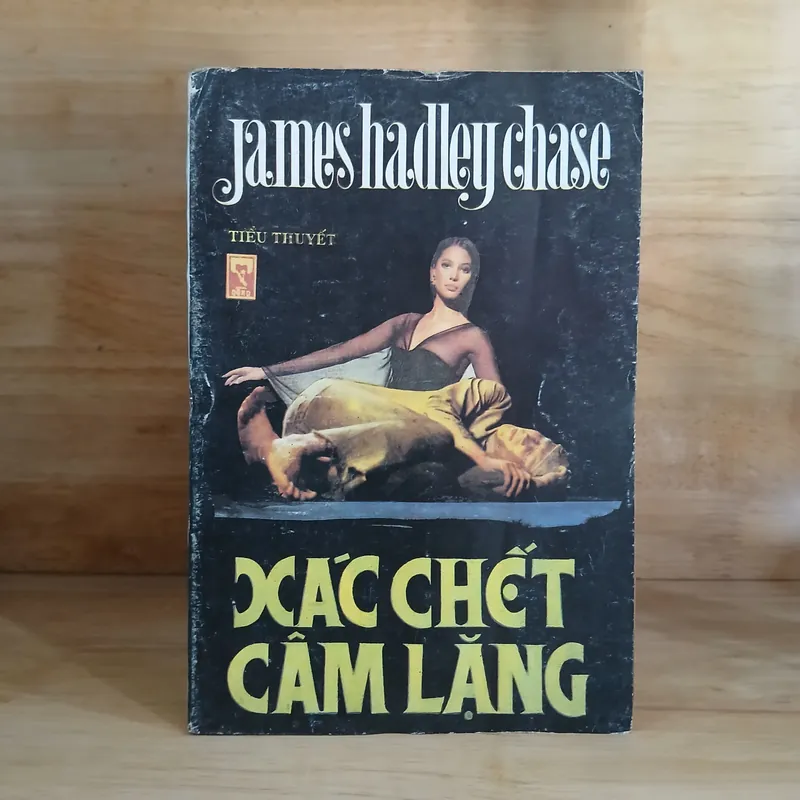 James hadley chase
TIỂU THUYẾT
XÁC CHẾT
CÂM LẶNG